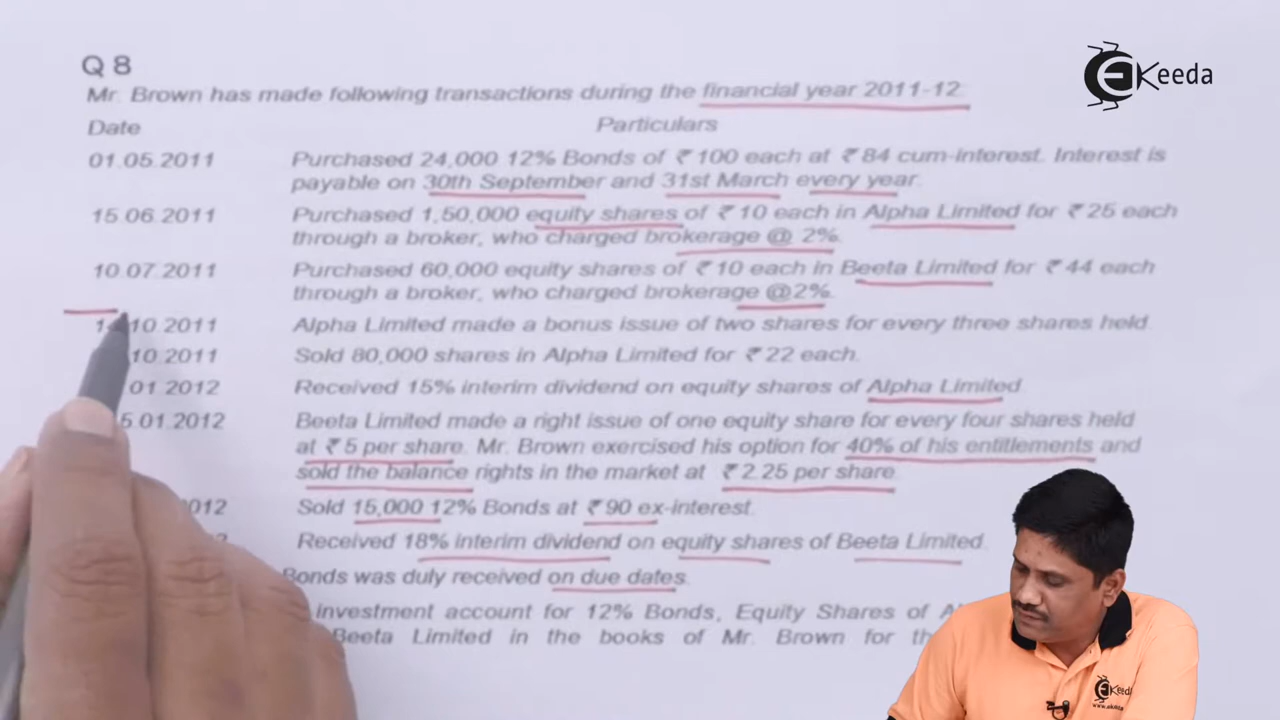 Q 8
Keeda
Mr. Brown has made following transactions during the financial year 2011-12.
Date Particulars
01.05.2011 Purchased 24,000 12% Bonds of ₹ 100 each at ₹ 84 cum-interest. Interest is
payable on 30th September and 31st March every year.
15.06.2011 Purchased 1,50,000 equity shares of ₹ 10 each in Alpha Limited for ₹ 25 each
through a broker, who charged brokerage @ 2%.
10.07.2011 Purchased 60,000 equity shares of ₹ 10 each in Beeta Limited for ₹ 44 each
through a broker, who charged brokerage @2%.
10.2011 Alpha Limited made a bonus issue of two shares for every three shares held.
10.2011 Sold 80,000 shares in Alpha Limited for ₹ 22 each.
01.2012 Received 15% interim dividend on equity shares of Alpha Limited
5.01.2012 Beeta Limited made a right issue of one equity share for every four shares held
at ₹ 5 per share. Mr. Brown exercised his option for 40% of his entitlements and
sold the balance rights in the market at ₹ 2.25 per share.
012 Sold 15,000 12% Bonds at ₹ 90 ex-interest.
Received 18% interim dividend on equity shares of Beeta Limited.
Bonds was duly received on due dates.
investment account for 12% Bonds, Equity Shares of
Beeta Limited in the books of Mr. Brown for
Keeda